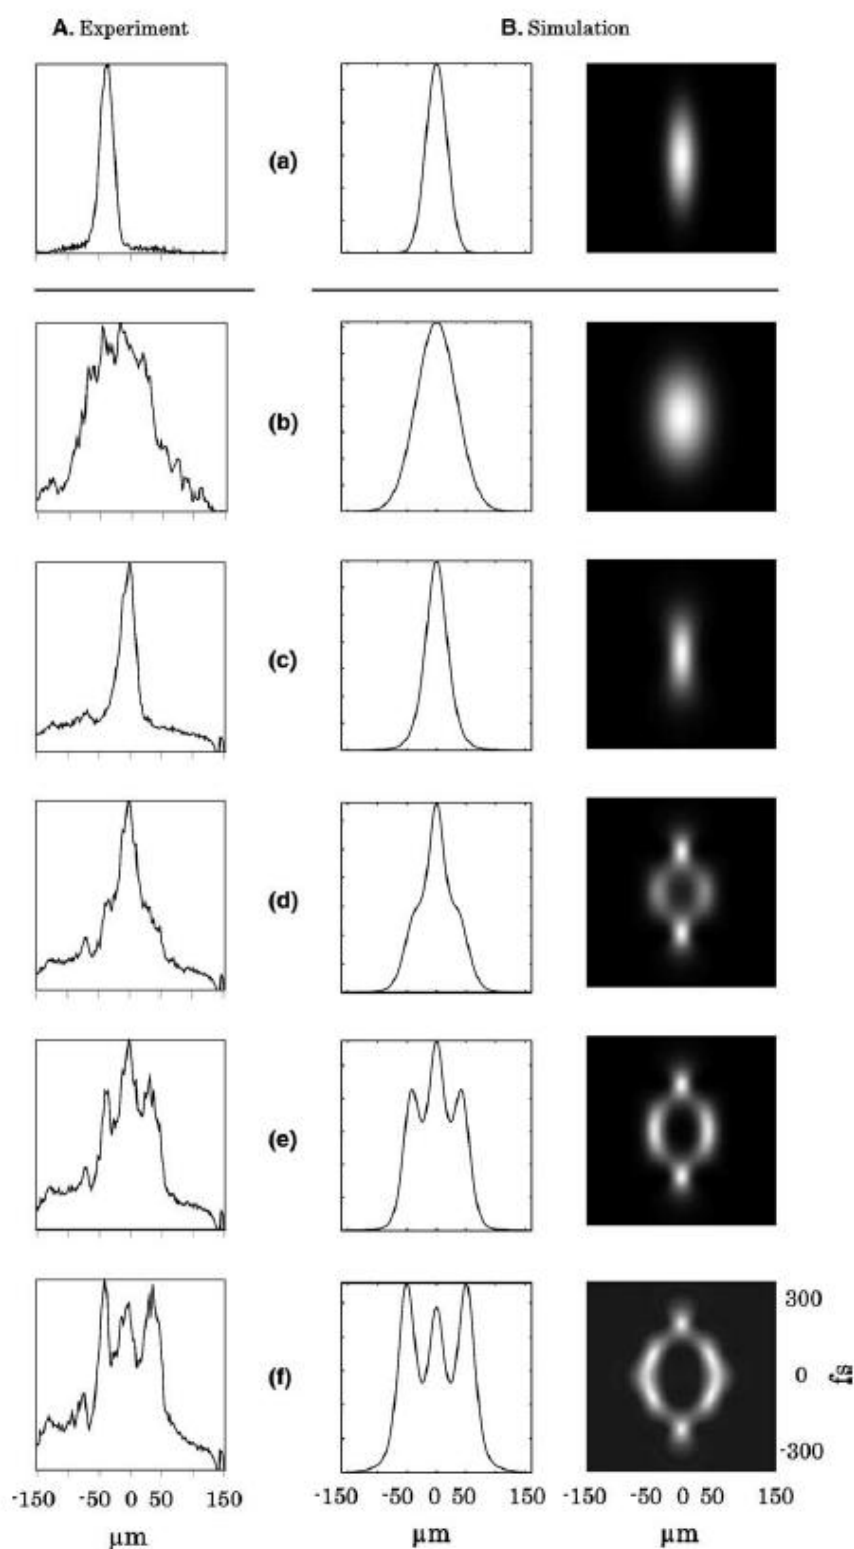 A. Experiment B. Simulation
(a)
(b)
(c)
(d)
(e)
(f)
300
0
-300
fs
-150 -50 0 50 150 -150 -50 0 50 150 -150 -50 0 50 150
μm μm μm